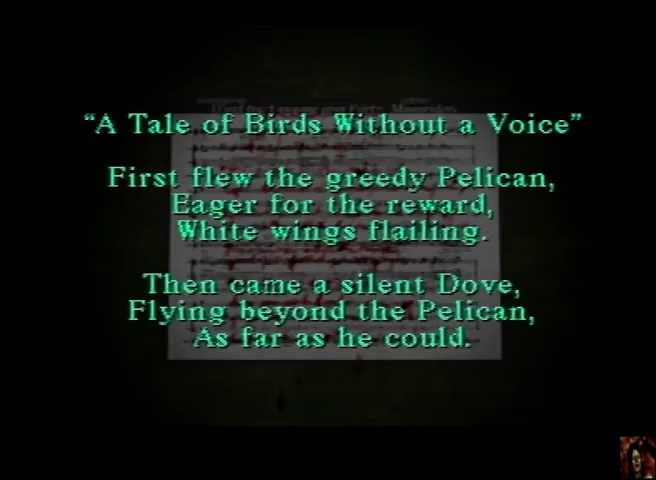 “A Tale of Birds Without a Voice”
First flew the greedy Pelican,
Eager for the reward,
White wings flailing.
Then came a silent Dove,
Flying beyond the Pelican,
As far as he could.